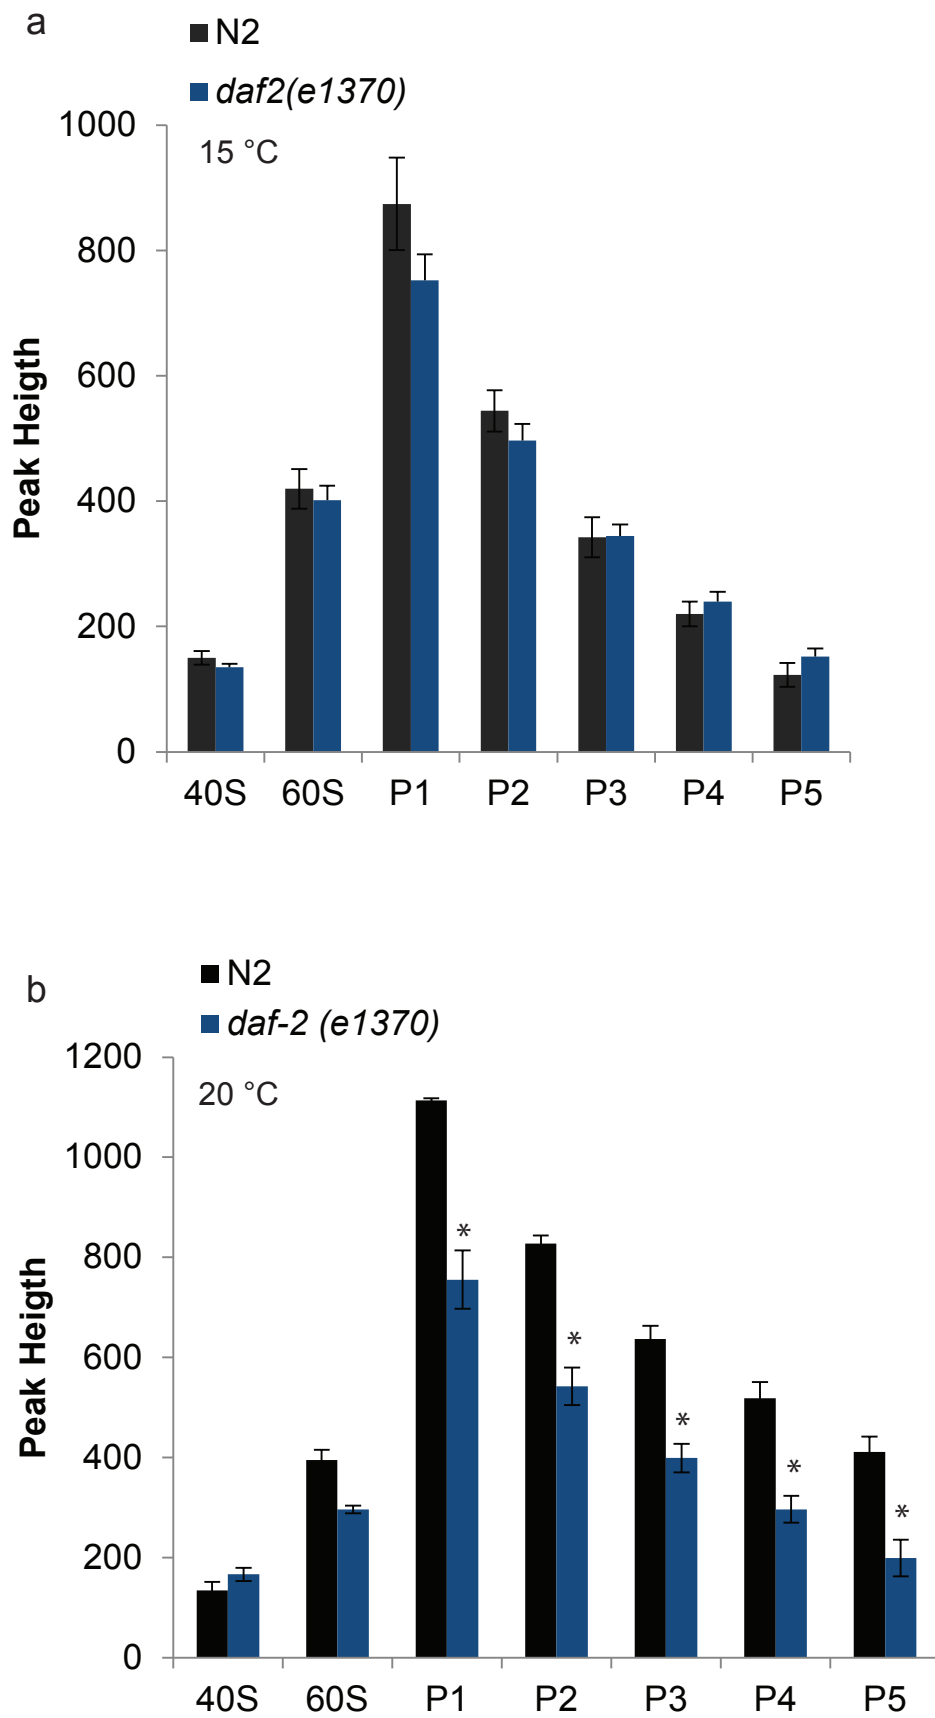 a
N2
daf2(e1370)
15 °C
1000
800
600
400
200
0
Peak Heigth
40S 60S P1 P2 P3 P4 P5
b
N2
daf-2 (e1370)
20 °C
1200
1000
800
600
400
200
0
Peak Heigth
*
*
*
*
*
40S 60S P1 P2 P3 P4 P5